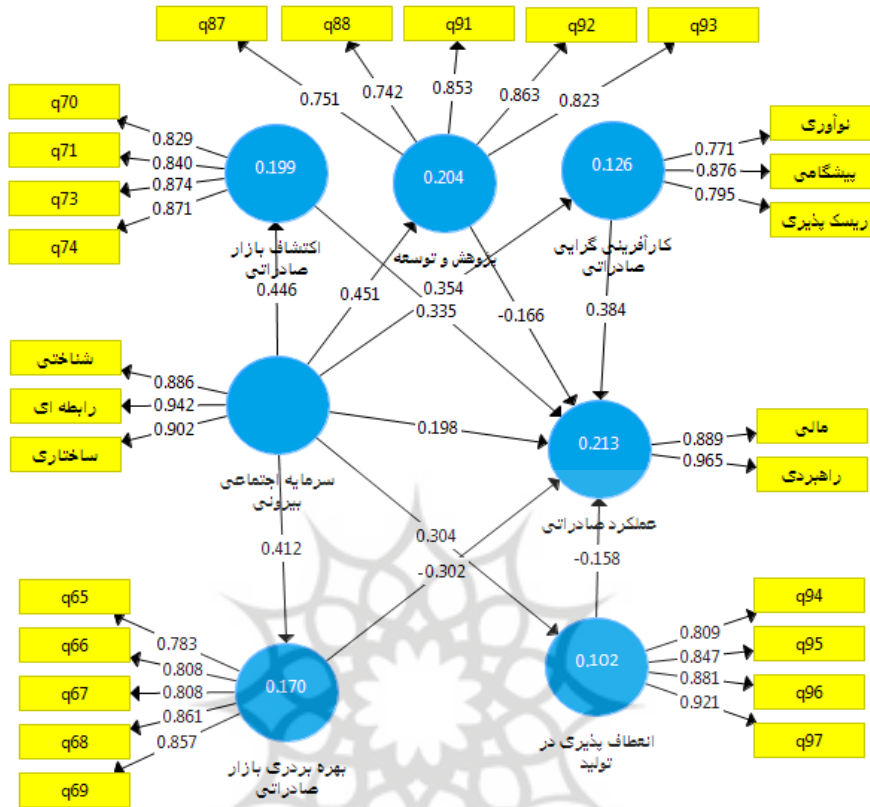 q87
q88
q91
q92
q93
0.751
0.742
0.853
0.863
0.823
q70
q71
q73
q74
0.829
0.840
0.874
0.871
0.199
اکتشاف بازار
صادراتی
0.204
پژوهش و توسعه
0.126
کارآفرینی گرایی
صادراتی
0.771
0.876
0.795
نوآوری
پیشگامی
ریسک پذیری
0.446
0.451
0.354
0.335
-0.166
0.384
شناختی
رابطه ای
ساختاری
0.886
0.942
0.902
سرمایه اجتماعی
بیرونی
0.198
0.213
عملکرد صادراتی
0.889
0.965
مالی
راهبردی
0.412
0.304
-0.302
-0.158
q65
q66
q67
q68
q69
0.783
0.808
0.808
0.861
0.857
0.170
بهره بردری بازار
صادراتی
0.102
انعطاف پذیری در
تولید
0.809
0.847
0.881
0.921
q94
q95
q96
q97